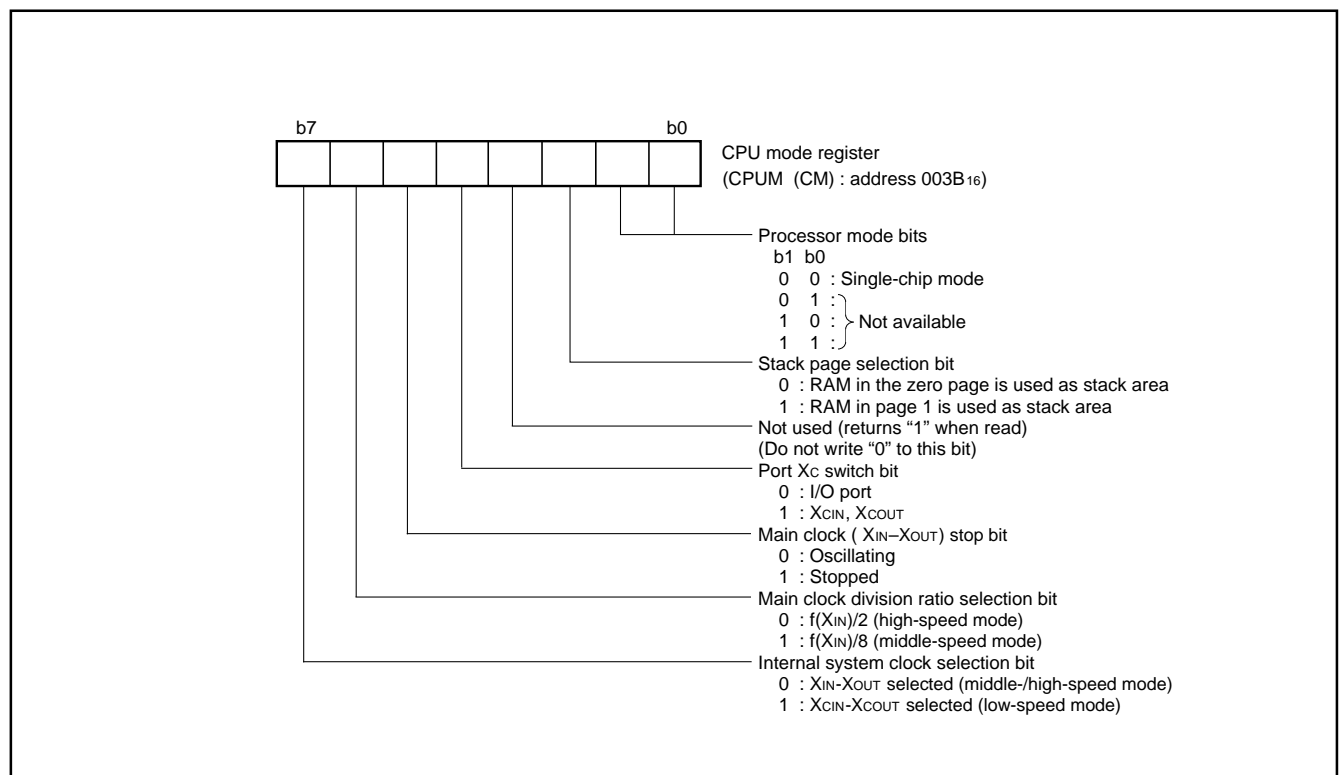 b7 b0
CPU mode register
(CPUM (CM) : address 003B16)
Processor mode bits
b1 b0
0 0 : Single-chip mode
0 1 :
1 0 : Not available
1 1 :
Stack page selection bit
0 : RAM in the zero page is used as stack area
1 : RAM in page 1 is used as stack area
Not used (returns “1” when read)
(Do not write “0” to this bit)
Port XC switch bit
0 : I/O port
1 : XCIN, XCOUT
Main clock ( XIN–XOUT) stop bit
0 : Oscillating
1 : Stopped
Main clock division ratio selection bit
0 : f(XIN)/2 (high-speed mode)
1 : f(XIN)/8 (middle-speed mode)
Internal system clock selection bit
0 : XIN-XOUT selected (middle-/high-speed mode)
1 : XCIN-XCOUT selected (low-speed mode)